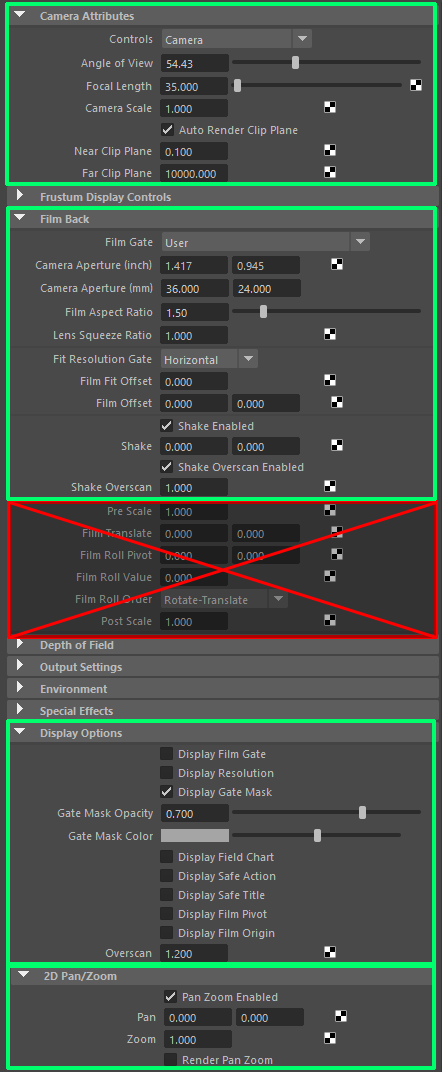 Camera Attributes
Controls Camera
Angle of View 54.43
Focal Length 35.000
Camera Scale 1.000
Auto Render Clip Plane
Near Clip Plane 0.100
Far Clip Plane 10000.000
Frustum Display Controls
Film Back
Film Gate User
Camera Aperture (inch) 1.417 0.945
Camera Aperture (mm) 36.000 24.000
Film Aspect Ratio 1.50
Lens Squeeze Ratio 1.000
Fit Resolution Gate Horizontal
Film Fit Offset 0.000
Film Offset 0.000 0.000
Shake Enabled
Shake 0.000 0.000
Shake Overscan Enabled
Shake Overscan 1.000
Pre Scale 1.000
Film Translate 0.000 0.000
Film Roll Pivot 0.000 0.000
Film Roll Value 0.000
Film Roll Order Rotate-Translate
Post Scale 1.000
Depth of Field
Output Settings
Environment
Special Effects
Display Options
Display Film Gate
Display Resolution
Display Gate Mask
Gate Mask Opacity 0.700
Gate Mask Color
Display Field Chart
Display Safe Action
Display Safe Title
Display Film Pivot
Display Film Origin
Overscan 1.200
2D Pan/Zoom
Pan Zoom Enabled
Pan 0.000 0.000
Zoom 1.000
Render Pan Zoom